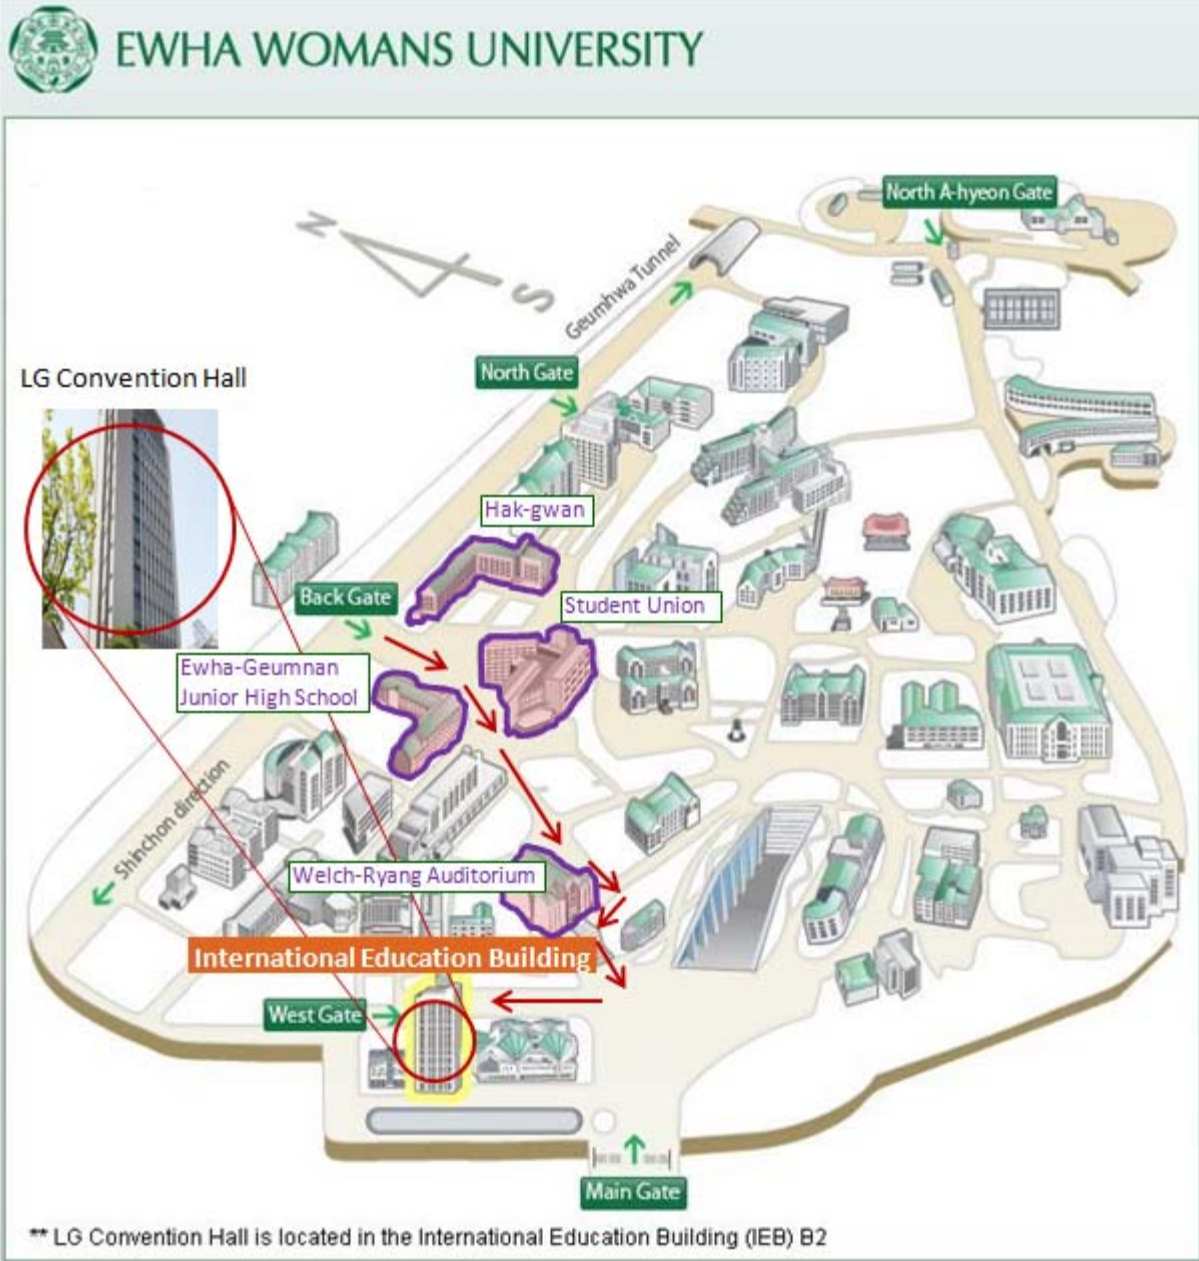 EWHA WOMANS UNIVERSITY
North A-hyeon Gate
N
S
Geumhwa Tunnel
North Gate
LG Convention Hall
Hak-gwan
Back Gate
Student Union
Ewha-Geumnan
Junior High School
Shinchon direction
Welch-Ryang Auditorium
International Education Building
West Gate
Main Gate
** LG Convention Hall is located in the International Education Building (IEB) B2